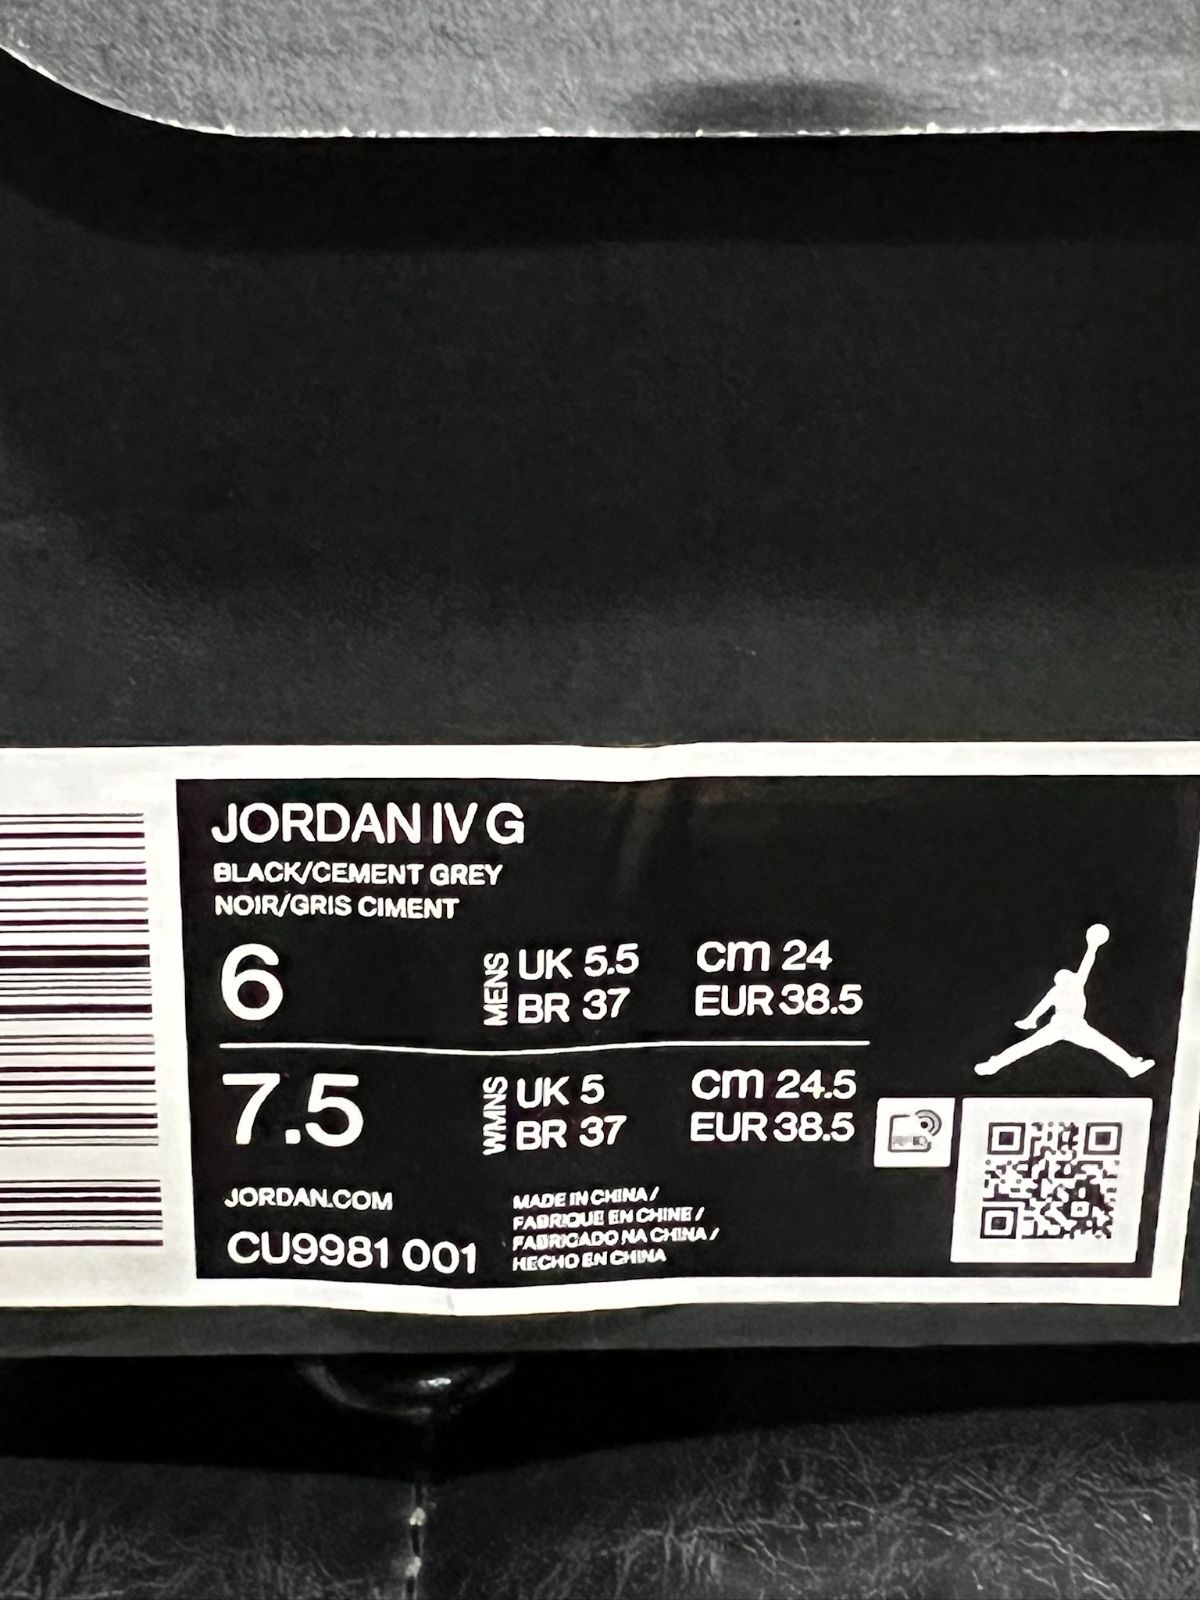 JORDAN IV G
BLACK/CEMENT GREY
NOIR/GRIS CIMENT
6
MENS
UK 5.5
cm 24
BR 37
EUR 38.5
7.5
WMNS
UK 5
cm 24.5
BR 37
EUR 38.5
JORDAN.COM
CU9981 001
MADE IN CHINA /
FABRIQUE EN CHINE /
FABRICADO NA CHINA /
HECHO EN CHINA